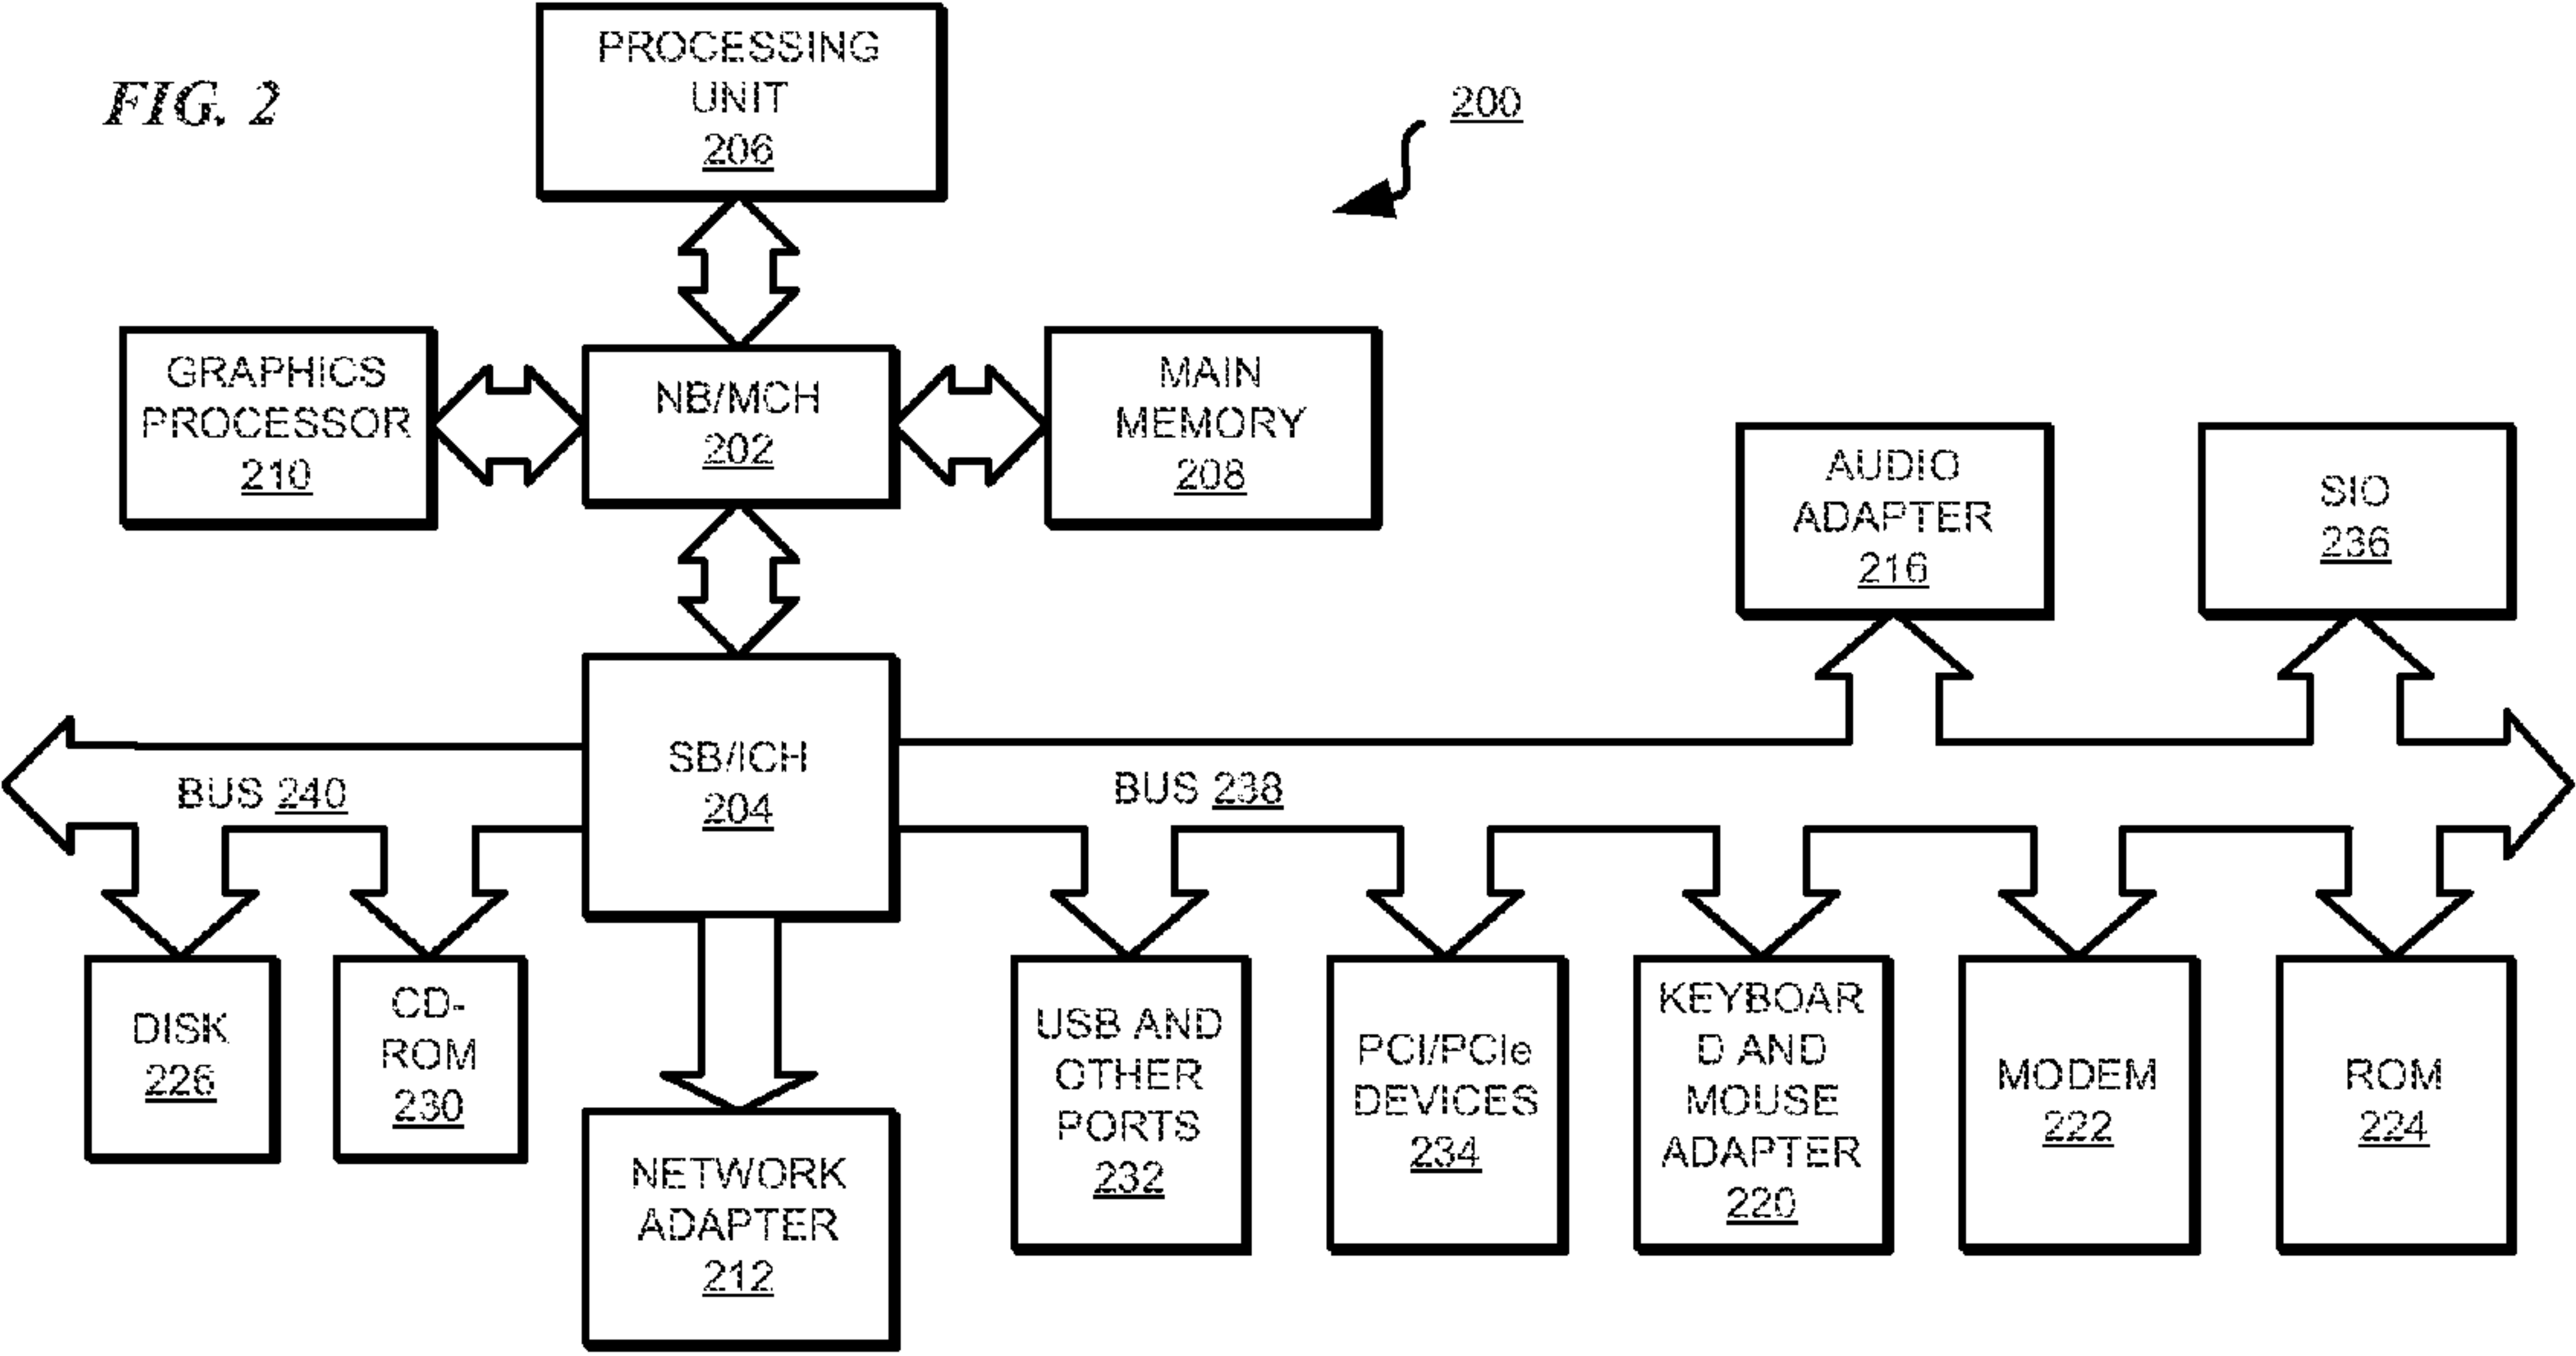 FIG. 2
PROCESSING
UNIT
206
200
GRAPHICS
PROCESSOR
210
NB/MCH
202
MAIN
MEMORY
208
AUDIO
ADAPTER
216
SIO
236
BUS 240
SB/ICH
204
BUS 238
DISK
226
CD-
ROM
230
NETWORK
ADAPTER
212
USB AND
OTHER
PORTS
232
PCI/PCIe
DEVICES
234
KEYBOAR
D AND
MOUSE
ADAPTER
220
MODEM
222
ROM
224